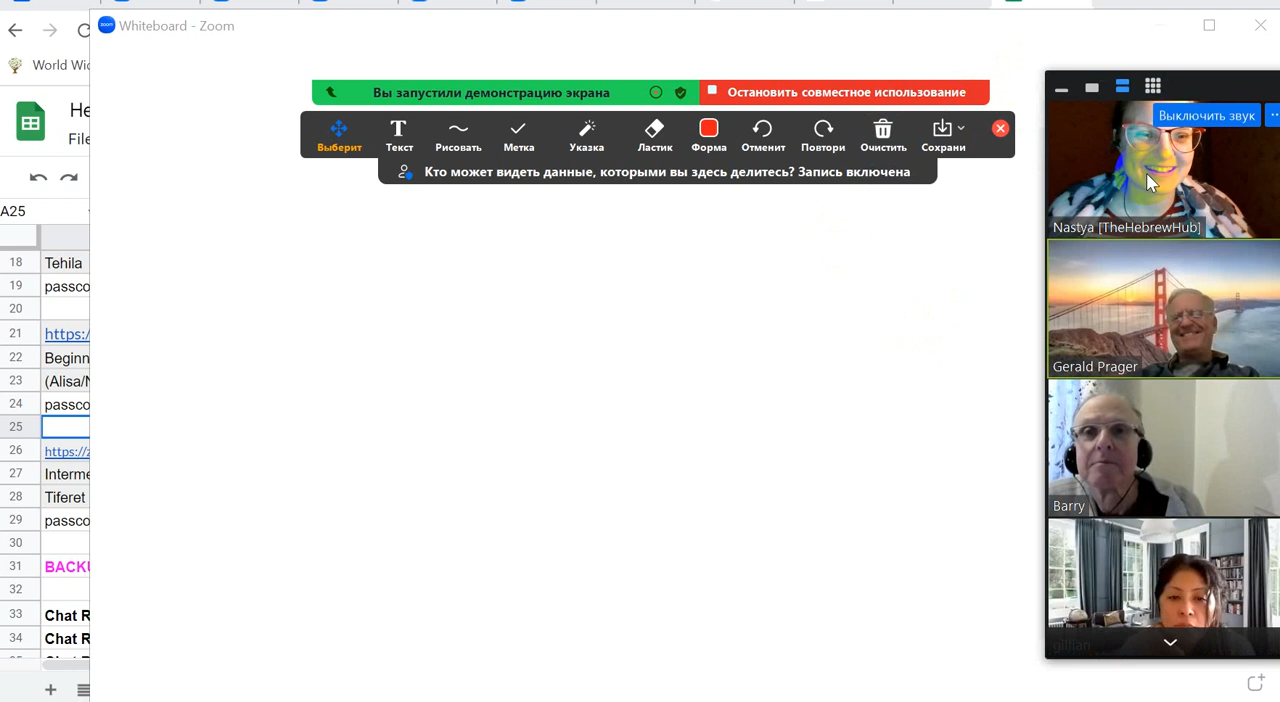 Whiteboard - Zoom
zoom
World Wid
Вы запустили демонстрацию экрана
Остановить совместное использование
He
File
Выберит
Текст
Рисовать
Метка
Указка
Ластик
Форма
Отменит
Повтори
Очистить
Сохрани
Кто может видеть данные, которыми вы здесь делитесь? Запись включена
Выключить звук
Nastya [TheHebrewHub]
Gerald Prager
Barry
gillian
A25
18 Tehila
19 passco
20
21 https:/
22 Beginn
23 (Alisa/N
24 passco
25
26 https://z
27 Interme
28 Tiferet
29 passco
30
31 BACKU
32
33 Chat R
34 Chat R